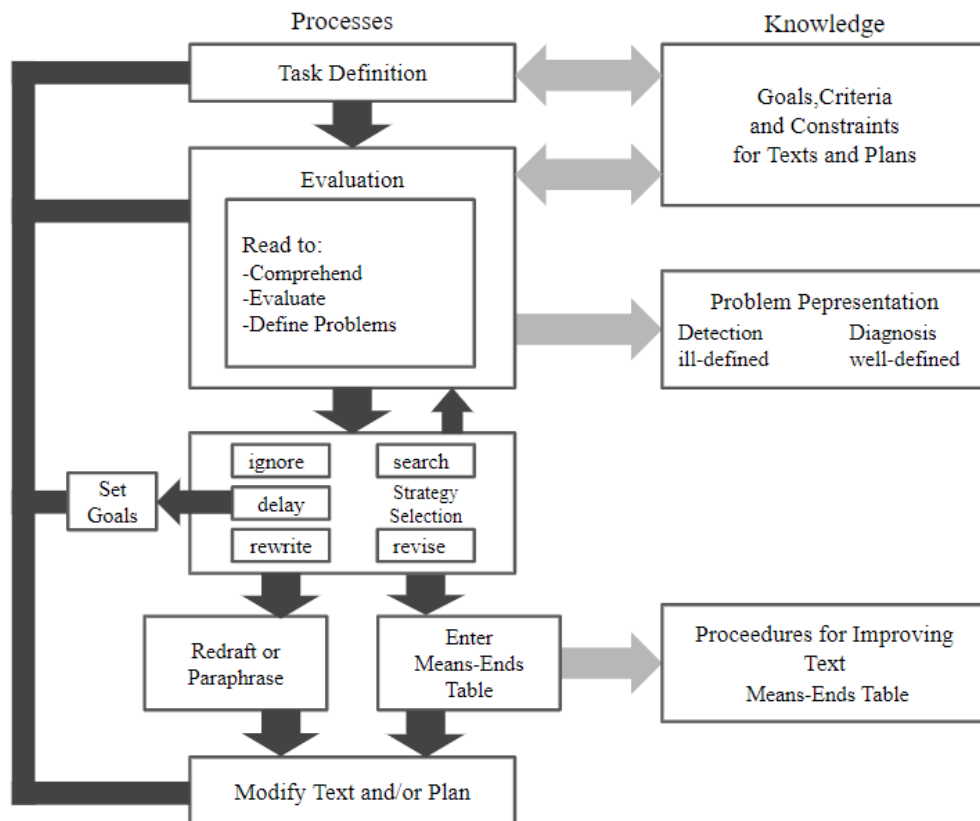 Processes
Knowledge
Task Definition
Goals,Criteria
and Constraints
for Texts and Plans
Evaluation
Read to:
-Comprehend
-Evaluate
-Define Problems
Problem Pepresentation
Detection
Diagnosis
ill-defined
well-defined
ignore
search
delay
Strategy
Selection
rewrite
revise
Set
Goals
Redraft or
Paraphrase
Enter
Means-Ends
Table
Proceedures for Improving
Text
Means-Ends Table
Modify Text and/or Plan